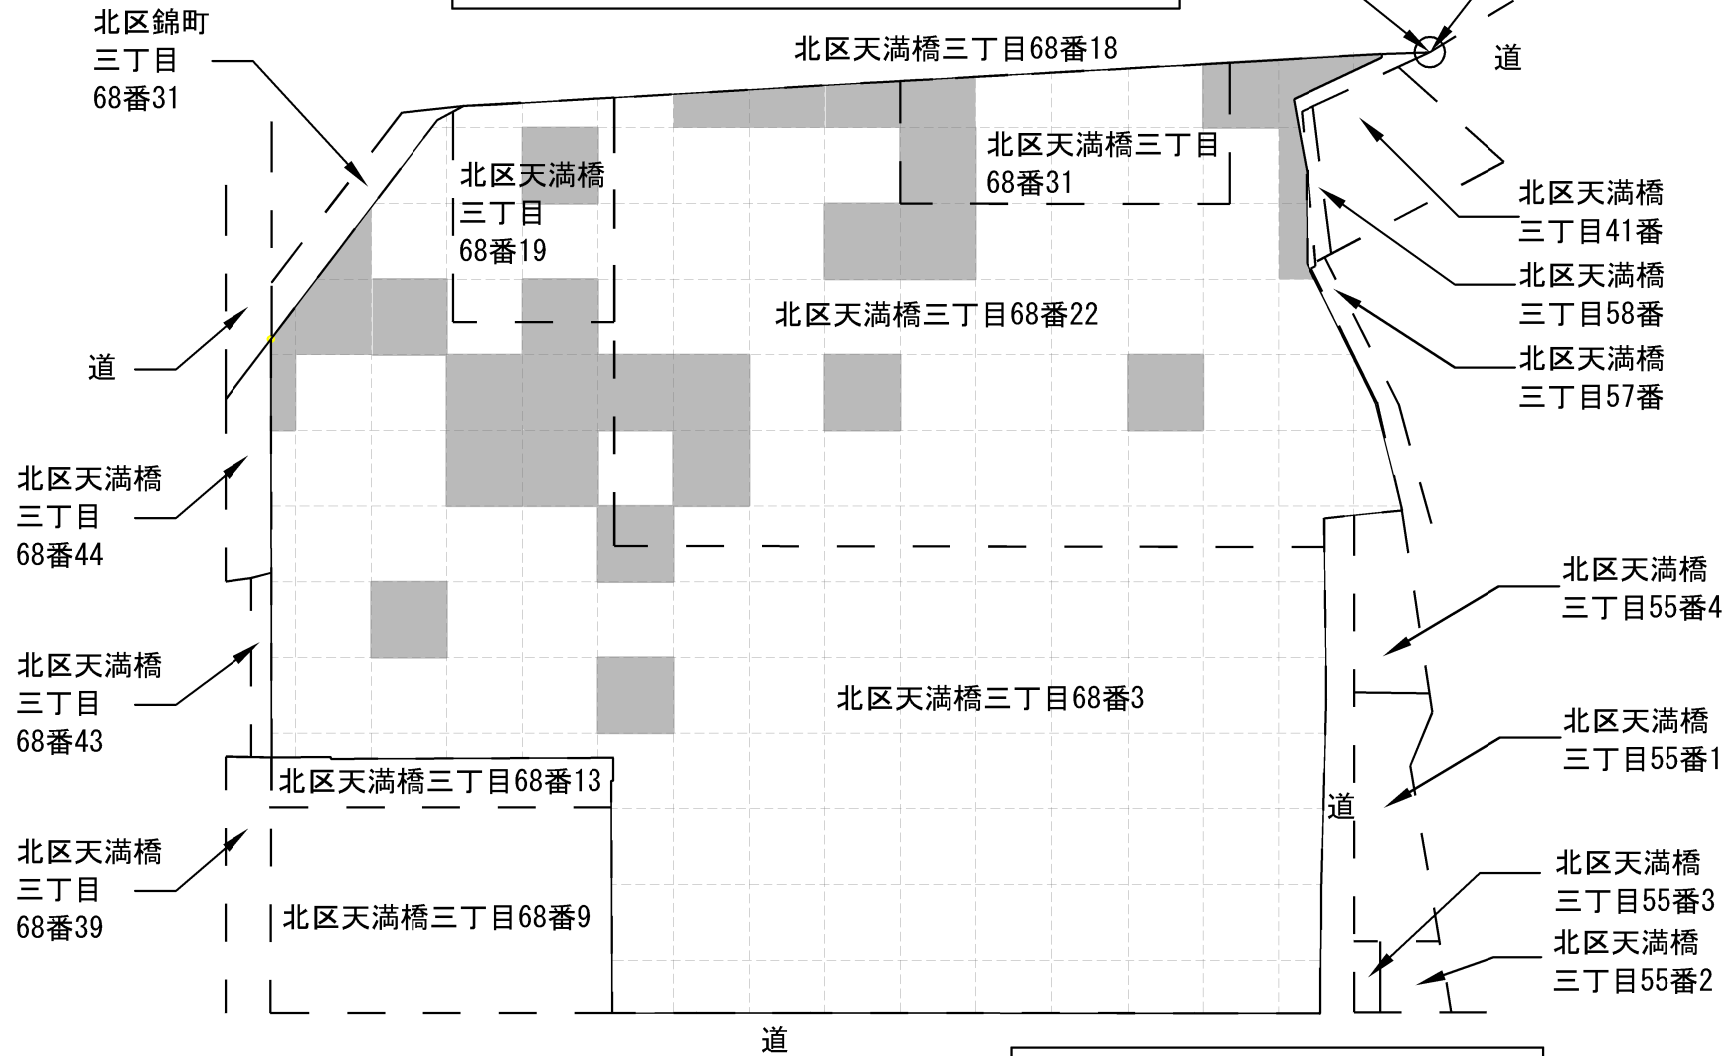 北区錦町
三丁目
68番31
北区天満橋三丁目68番18
道
北区天満橋三丁目
68番31
北区天満橋
三丁目
68番19
北区天満橋
三丁目41番
北区天満橋
三丁目58番
北区天満橋三丁目68番22
道
北区天満橋
三丁目57番
北区天満橋
三丁目
68番44
北区天満橋
三丁目55番4
北区天満橋
三丁目
68番43
北区天満橋三丁目68番3
北区天満橋
三丁目55番1
北区天満橋三丁目68番13
道
北区天満橋
三丁目
68番39
北区天満橋三丁目68番9
北区天満橋
三丁目55番3
北区天満橋
三丁目55番2
道